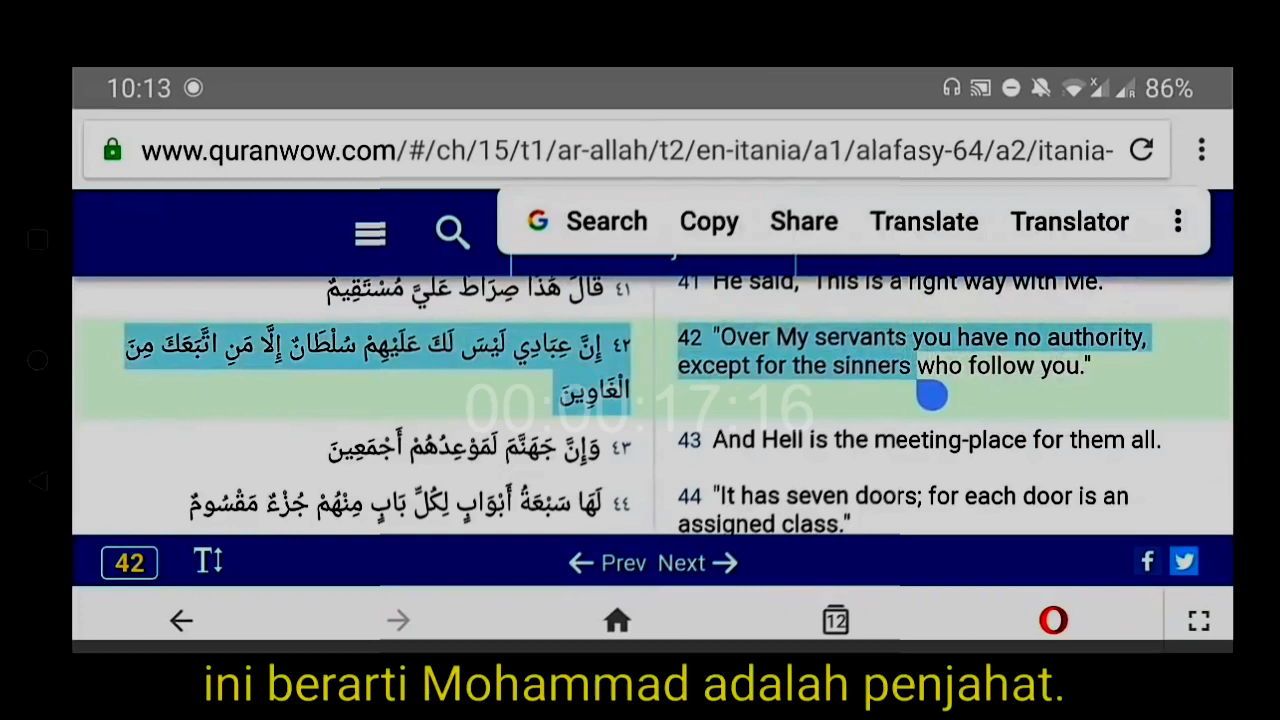 10:13
86%
www.quranwow.com/#/ch/15/t1/ar-allah/t2/en-itania/a1/alafasy-64/a2/itania-
Search Copy Share Translate Translator
٤١ قَالَ هَٰذَا صِرَاطٌ عَلَيَّ مُسْتَقِيمٌ
41 He said, "This is a right way with Me.
٤٢ إِنَّ عِبَادِي لَيْسَ لَكَ عَلَيْهِمْ سُلْطَانٌ إِلَّا مَنِ اتَّبَعَكَ مِنَ
الْغَاوِينَ
42 "Over My servants you have no authority,
except for the sinners who follow you."
00:00:17:16
٤٣ وَإِنَّ جَهَنَّمَ لَمَوْعِدُهُمْ أَجْمَعِينَ
43 And Hell is the meeting-place for them all.
٤٤ لَهَا سَبْعَةُ أَبْوَابٍ لِكُلِّ بَابٍ مِنْهُمْ جُزْءٌ مَقْسُومٌ
44 "It has seven doors; for each door is an
assigned class."
42 T Prev Next f
12
ini berarti Mohammad adalah penjahat.